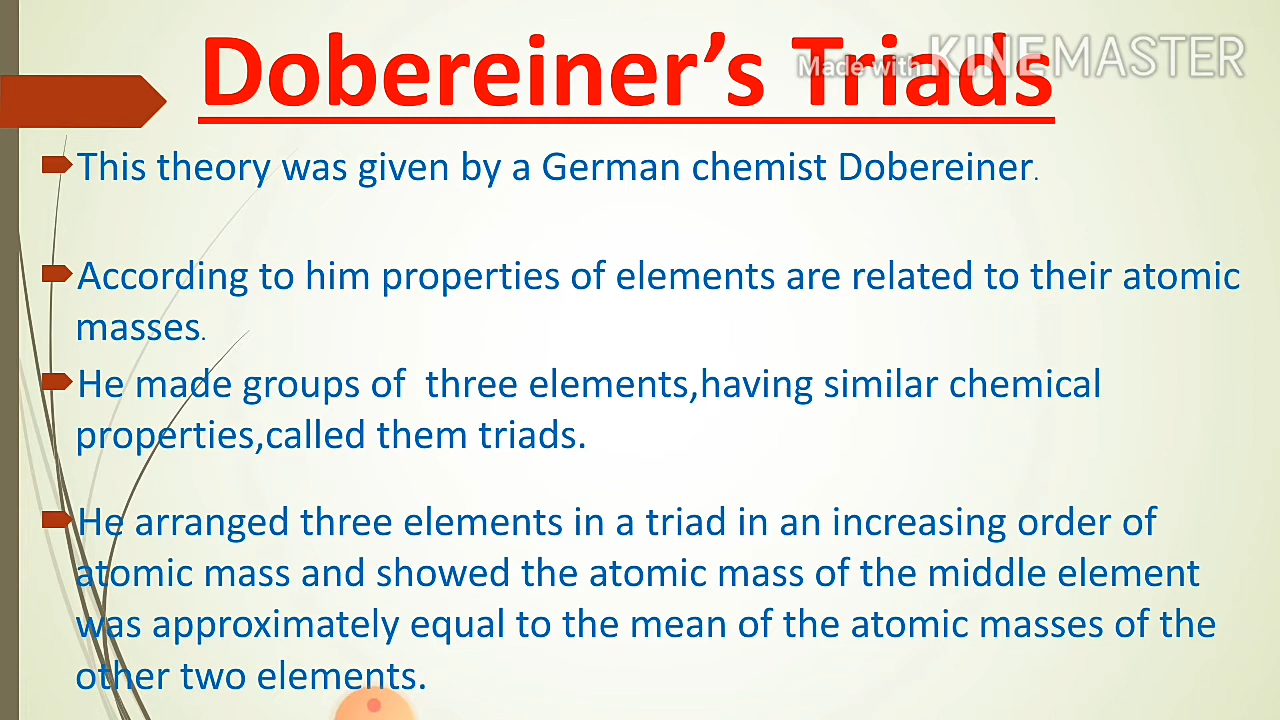 Dobereiner’s Triads
Made with KINEMASTER
This theory was given by a German chemist Dobereiner.
According to him properties of elements are related to their atomic
masses.
He made groups of  three elements,having similar chemical
properties,called them triads.
He arranged three elements in a triad in an increasing order of
atomic mass and showed the atomic mass of the middle element
was approximately equal to the mean of the atomic masses of the
other two elements.